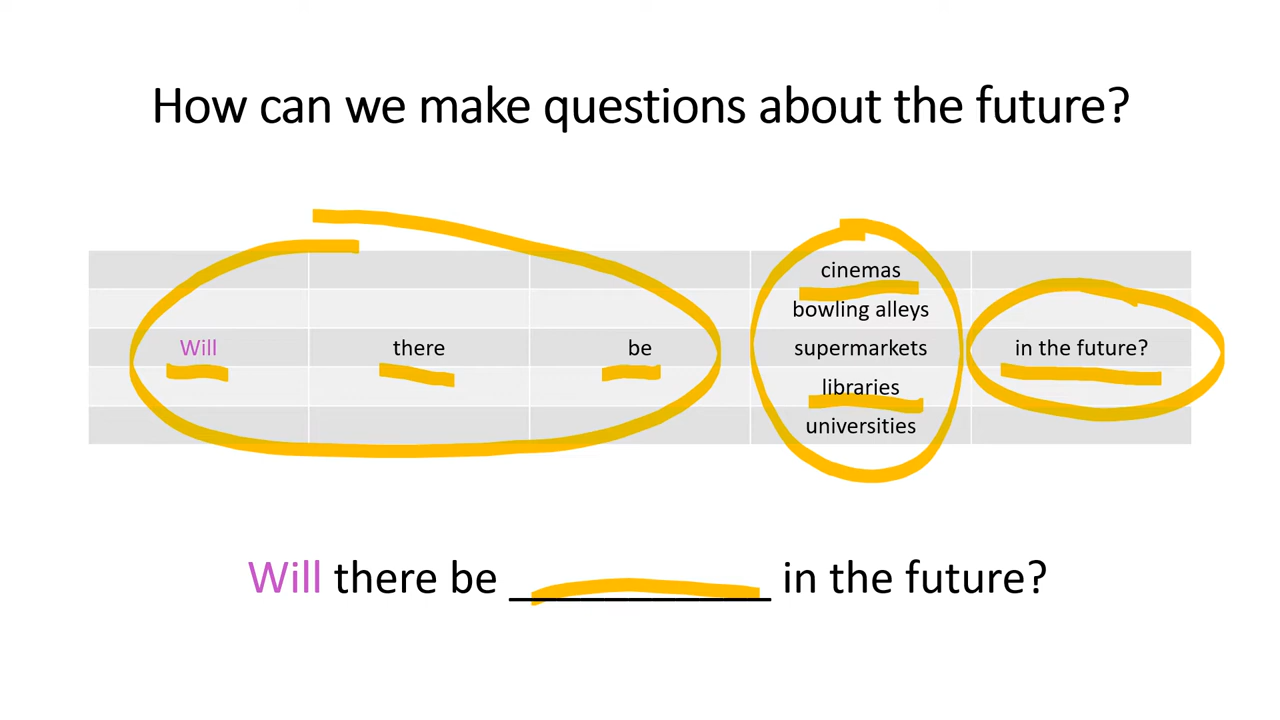 How can we make questions about the future?
cinemas
bowling alleys
Will there be supermarkets in the future?
libraries
universities
Will there be ____________ in the future?